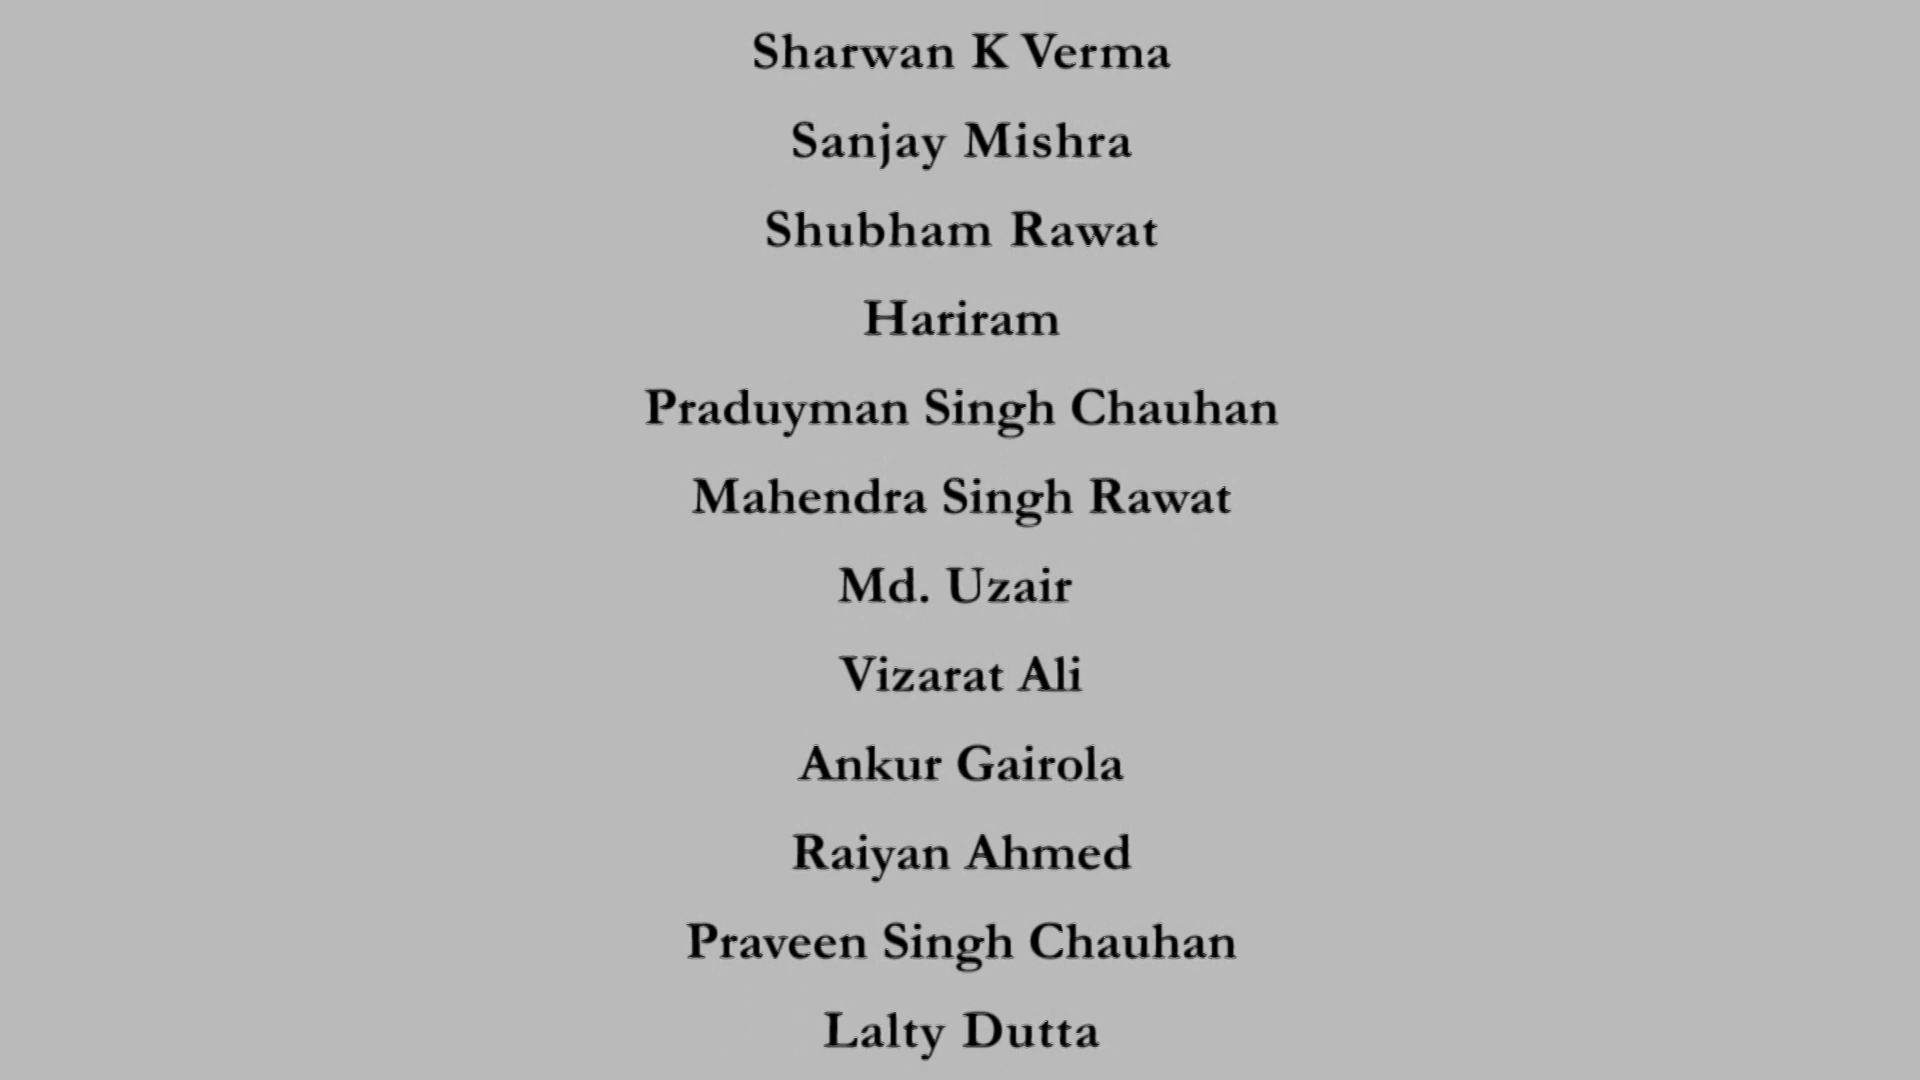 Sharwan K Verma
Sanjay Mishra
Shubham Rawat
Hariram
Praduyman Singh Chauhan
Mahendra Singh Rawat
Md. Uzair
Vizarat Ali
Ankur Gairola
Raiyan Ahmed
Praveen Singh Chauhan
Lalty Dutta